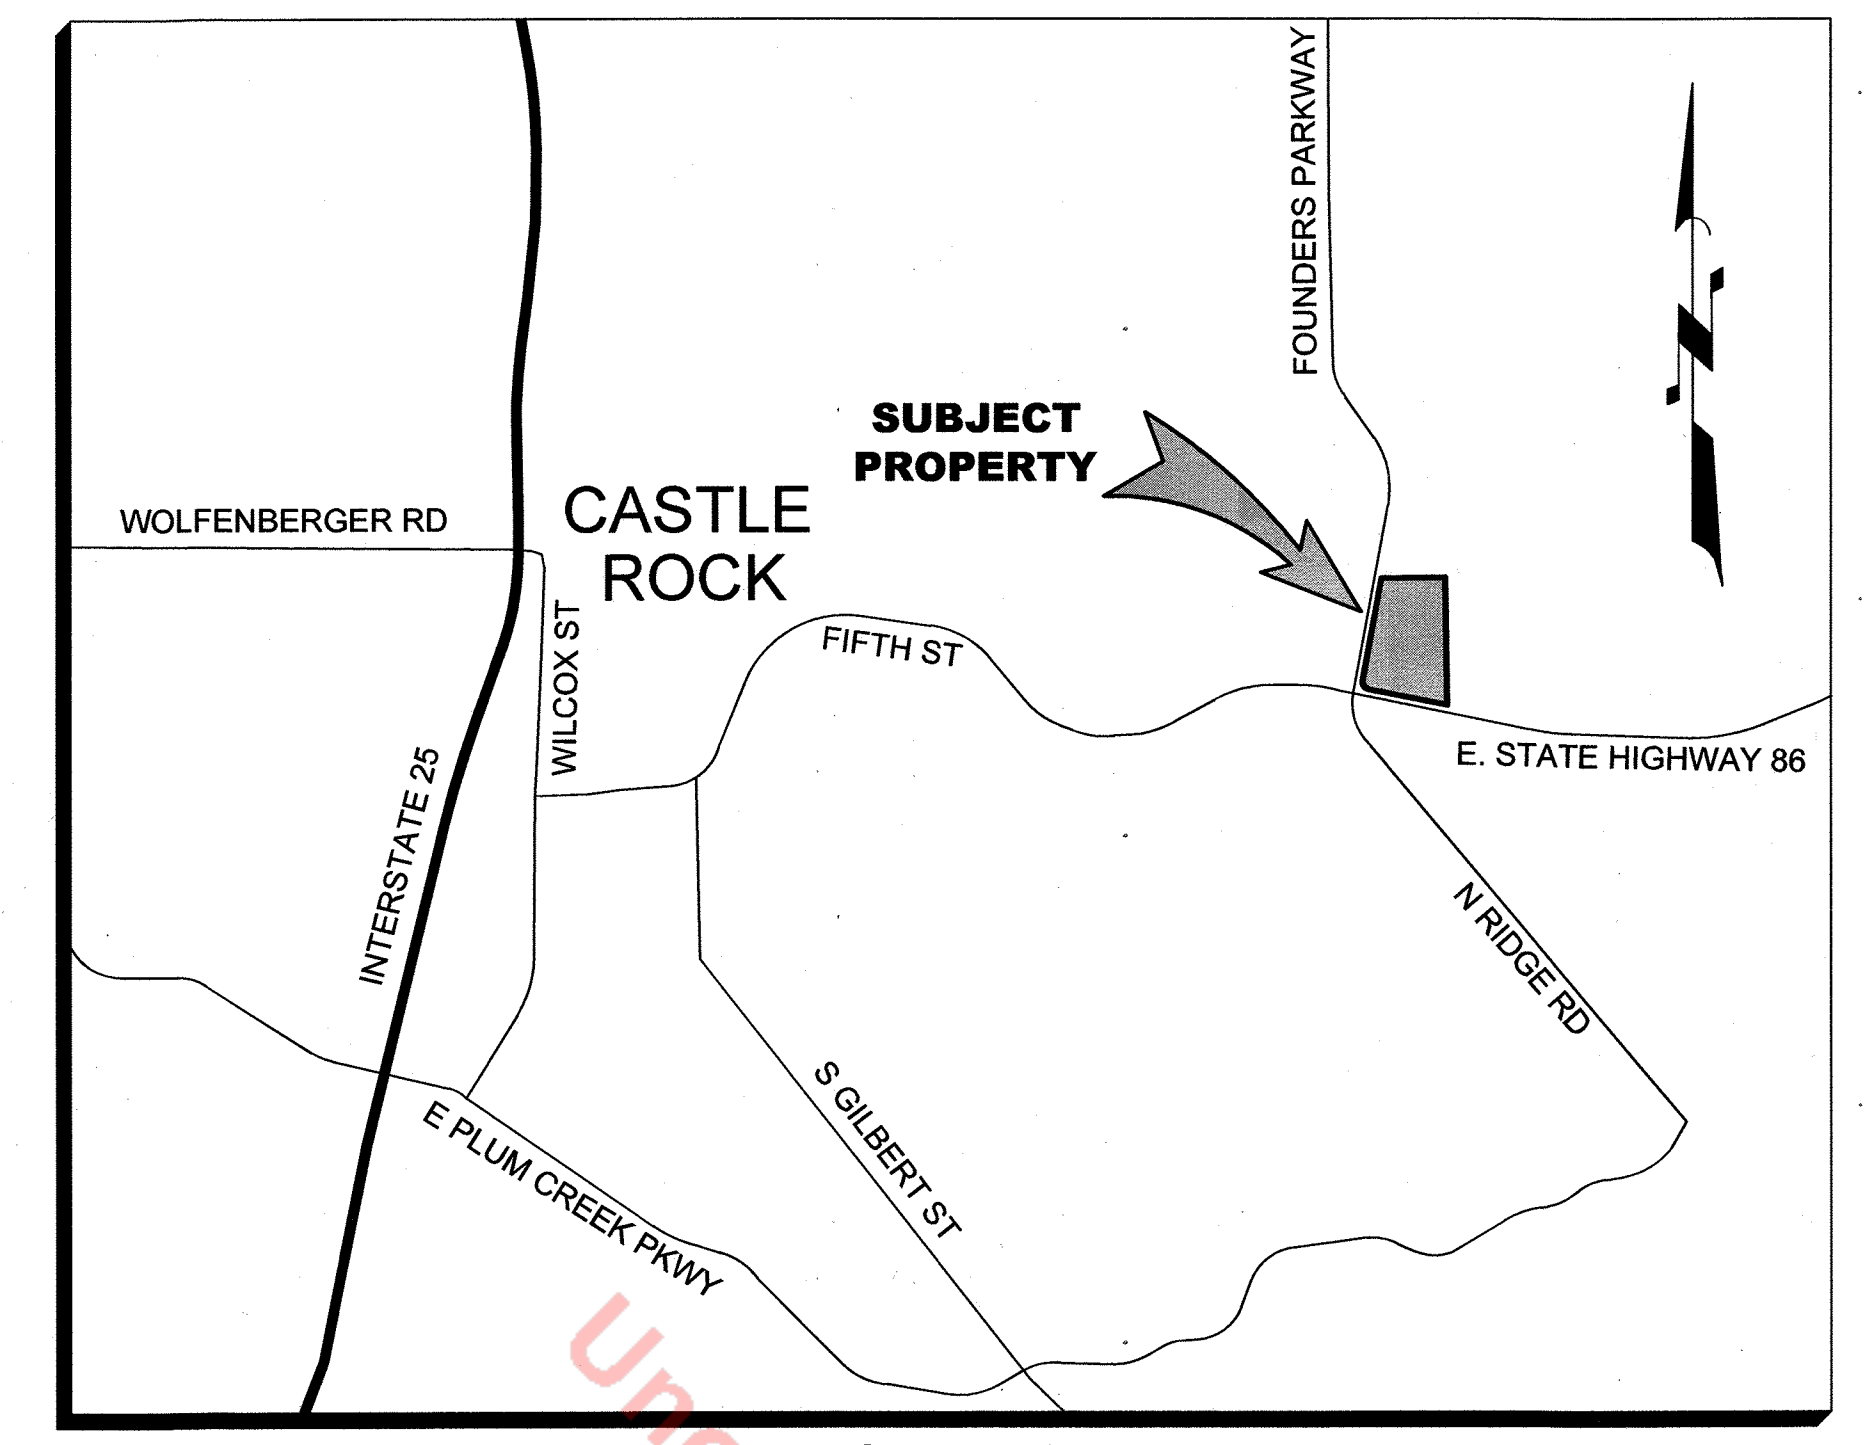 FOUNDERS PARKWAY
SUBJECT
PROPERTY
WOLFENBERGER RD
CASTLE
ROCK
WILCOX ST
FIFTH ST
E. STATE HIGHWAY 86
INTERSTATE 25
N RIDGE RD
S GILBERT ST
E PLUM CREEK PKWY